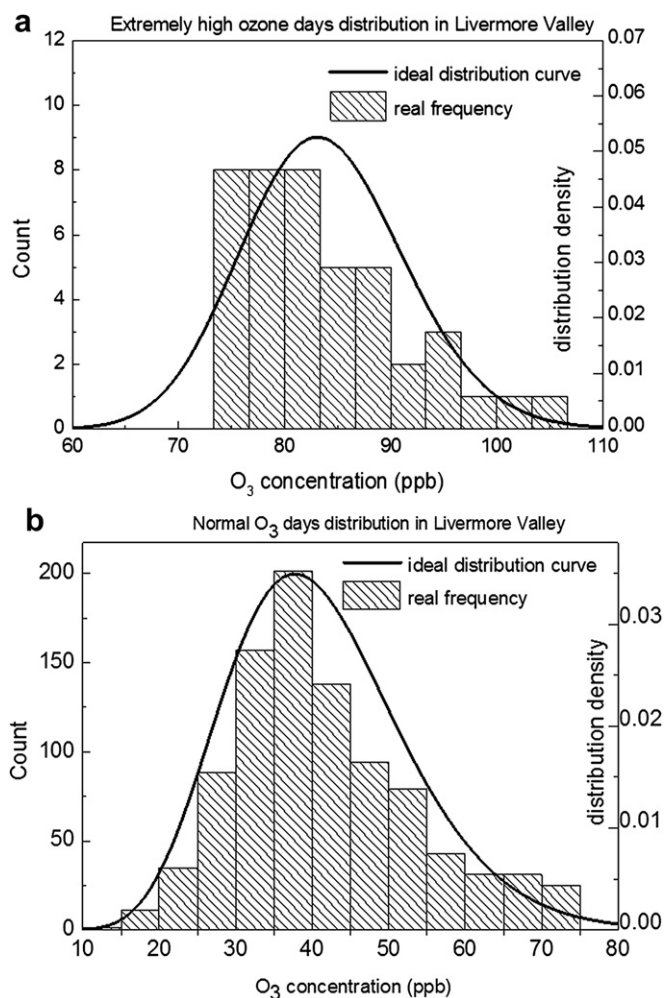 a
Extremely high ozone days distribution in Livermore Valley
ideal distribution curve
real frequency
Count
12
10
8
6
4
2
0
distribution density
0.07
0.06
0.05
0.04
0.03
0.02
0.01
0.00
60 70 80 90 100 110
O3 concentration (ppb)
b
Normal O3 days distribution in Livermore Valley
ideal distribution curve
real frequency
Count
200
150
100
50
0
distribution density
0.03
0.02
0.01
0.00
10 20 30 40 50 60 70 80
O3 concentration (ppb)